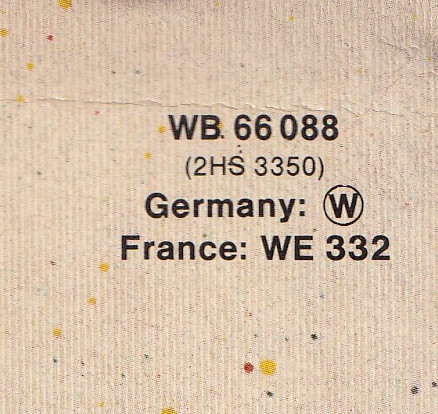 WB 66 088
(2HS 3350)
Germany: Ⓦ
France: WE 332